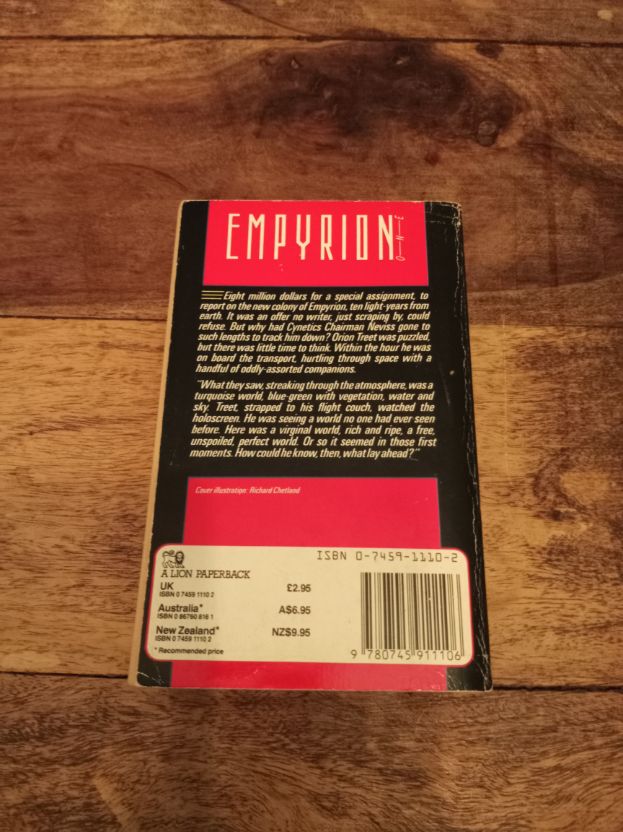 EMPYRION
ONE
Eight million dollars for a special assignment, to
report on the new colony of Empyrion, ten light-years from
earth. It was an offer no writer, just scraping by, could
refuse. But why had Cynetics Chairman Neviss gone to
such lengths to track him down? Orion Treet was puzzled,
but there was little time to think. Within the hour he was
on board the transport, hurtling through space with a
handful of oddly-assorted companions.
"What they saw, streaking through the atmosphere, was a
turquoise world, blue-green with vegetation, water and
sky. Treet, strapped to his flight couch, watched the
holoscreen. He was seeing a world no one had ever seen
before. Here was a virginal world, rich and ripe, a free,
unspoiled, perfect world. Or so it seemed in those first
moments. How could he know, then, what lay ahead?"
Cover illustration: Richard Chetland
ISBN 0-7459-1110-2
A LION PAPERBACK
UK £2.95
ISBN 0 7459 1110 2
Australia* A$6.95
ISBN 0 86760 816 1
New Zealand* NZ$9.95
ISBN 0 7459 1110 2
* Recommended price
9 780745 911106